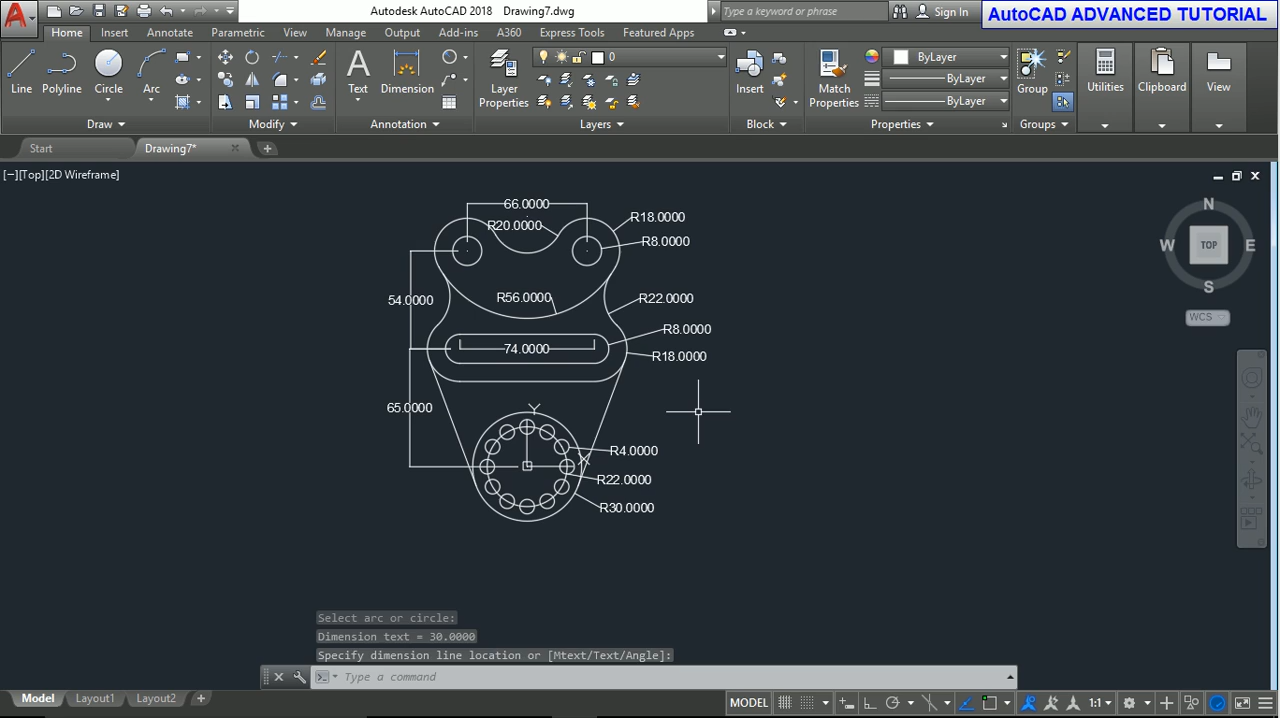 Autodesk AutoCAD 2018 Drawing7.dwg
Type a keyword or phrase
Sign In
AutoCAD ADVANCED TUTORIAL
Home Insert Annotate Parametric View Manage Output Add-ins A360 Express Tools Featured Apps
Line Polyline Circle Arc
Text Dimension
Layer Properties
0
Insert
Match Properties
ByLayer
ByLayer
ByLayer
Group
Utilities
Clipboard
View
Draw Modify Annotation Layers Block Properties Groups
Start Drawing7*
[−][Top][2D Wireframe]
N
W TOP E
S
WCS
66.0000
R20.0000
R18.0000
R8.0000
54.0000
R56.0000
R22.0000
R8.0000
74.0000
R18.0000
65.0000
Y
X
R4.0000
R22.0000
R30.0000
Select arc or circle:
Dimension text = 30.0000
Specify dimension line location or [Mtext/Text/Angle]:
Type a command
Model Layout1 Layout2
MODEL
1:1